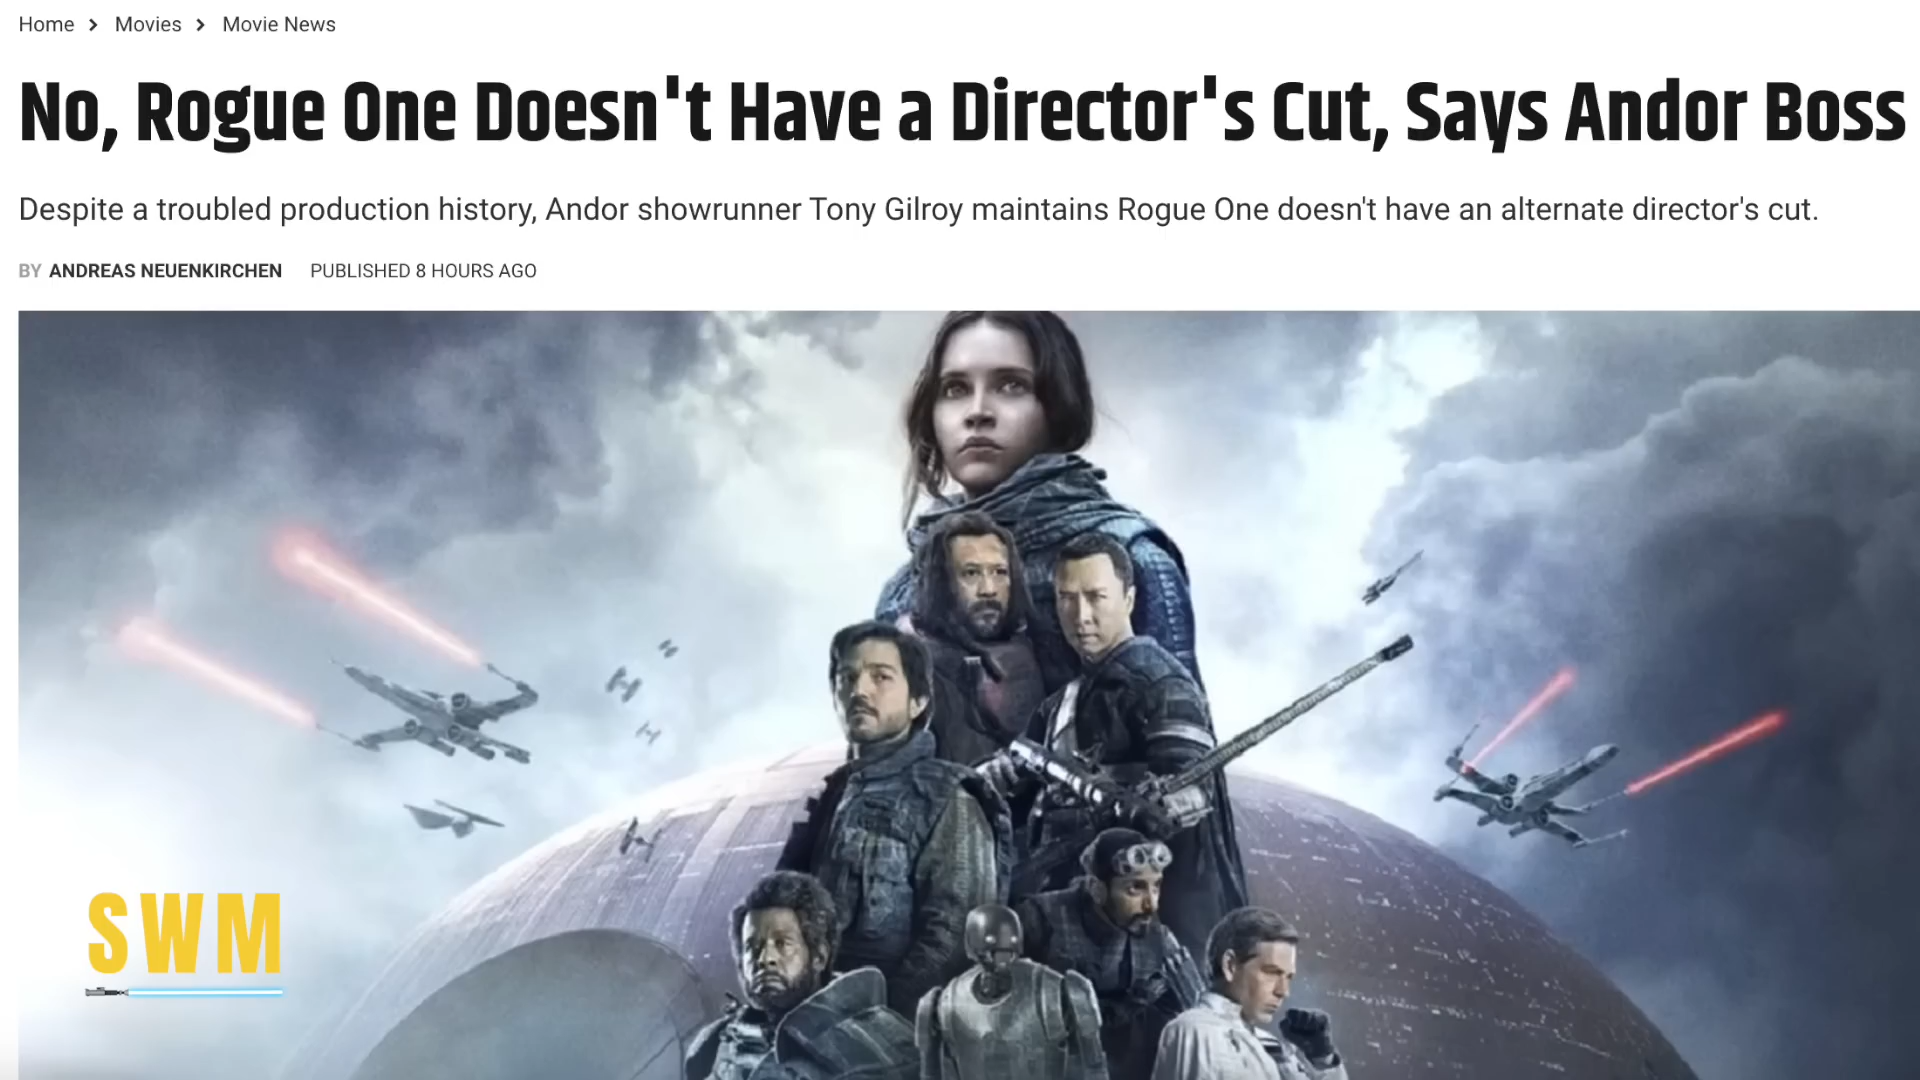 Home > Movies > Movie News
No, Rogue One Doesn't Have a Director's Cut, Says Andor Boss
Despite a troubled production history, Andor showrunner Tony Gilroy maintains Rogue One doesn't have an alternate director's cut.
BY ANDREAS NEUENKIRCHEN PUBLISHED 8 HOURS AGO
SWM